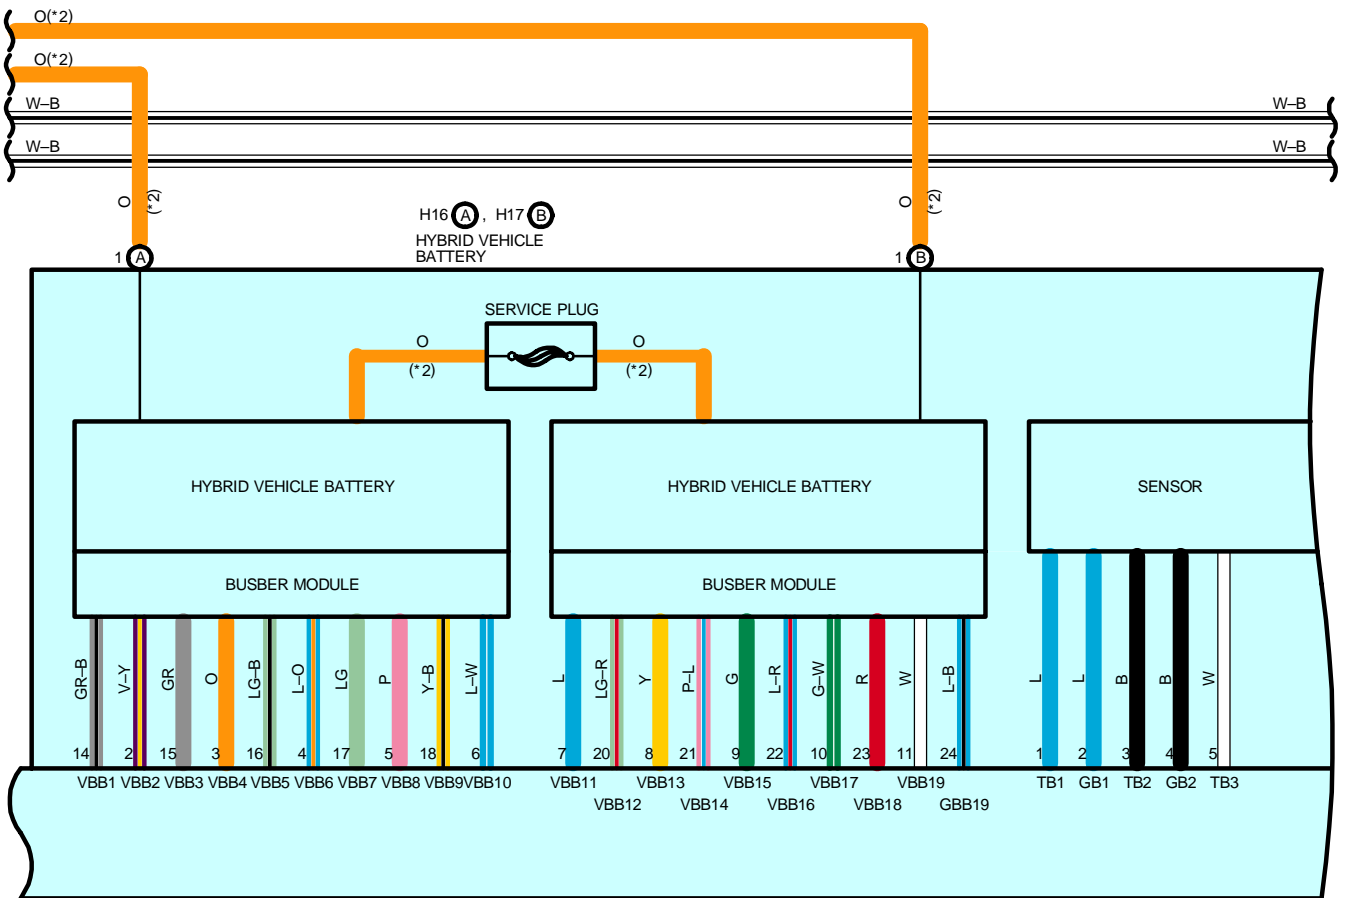 O(*2)
O(*2)
W–B W–B
W–B W–B
O (*2) O (*2)
H16 A , H17 B
HYBRID VEHICLE
BATTERY
1 A 1 B
SERVICE PLUG
O O
(*2) (*2)
HYBRID VEHICLE BATTERY HYBRID VEHICLE BATTERY SENSOR
BUSBER MODULE BUSBER MODULE
GR–B V–Y GR O LG–B L–O LG P Y–B L–W L LG–R Y P–L G L–R G–W R W L–B L L B B W
14 2 15 3 16 4 17 5 18 6 7 20 8 21 9 22 10 23 11 24 1 2 3 4 5
VBB1 VBB2 VBB3 VBB4 VBB5 VBB6 VBB7 VBB8 VBB9 VBB10 VBB11 VBB13 VBB15 VBB17 VBB19 TB1 GB1 TB2 GB2 TB3
VBB12 VBB14 VBB16 VBB18 GBB19